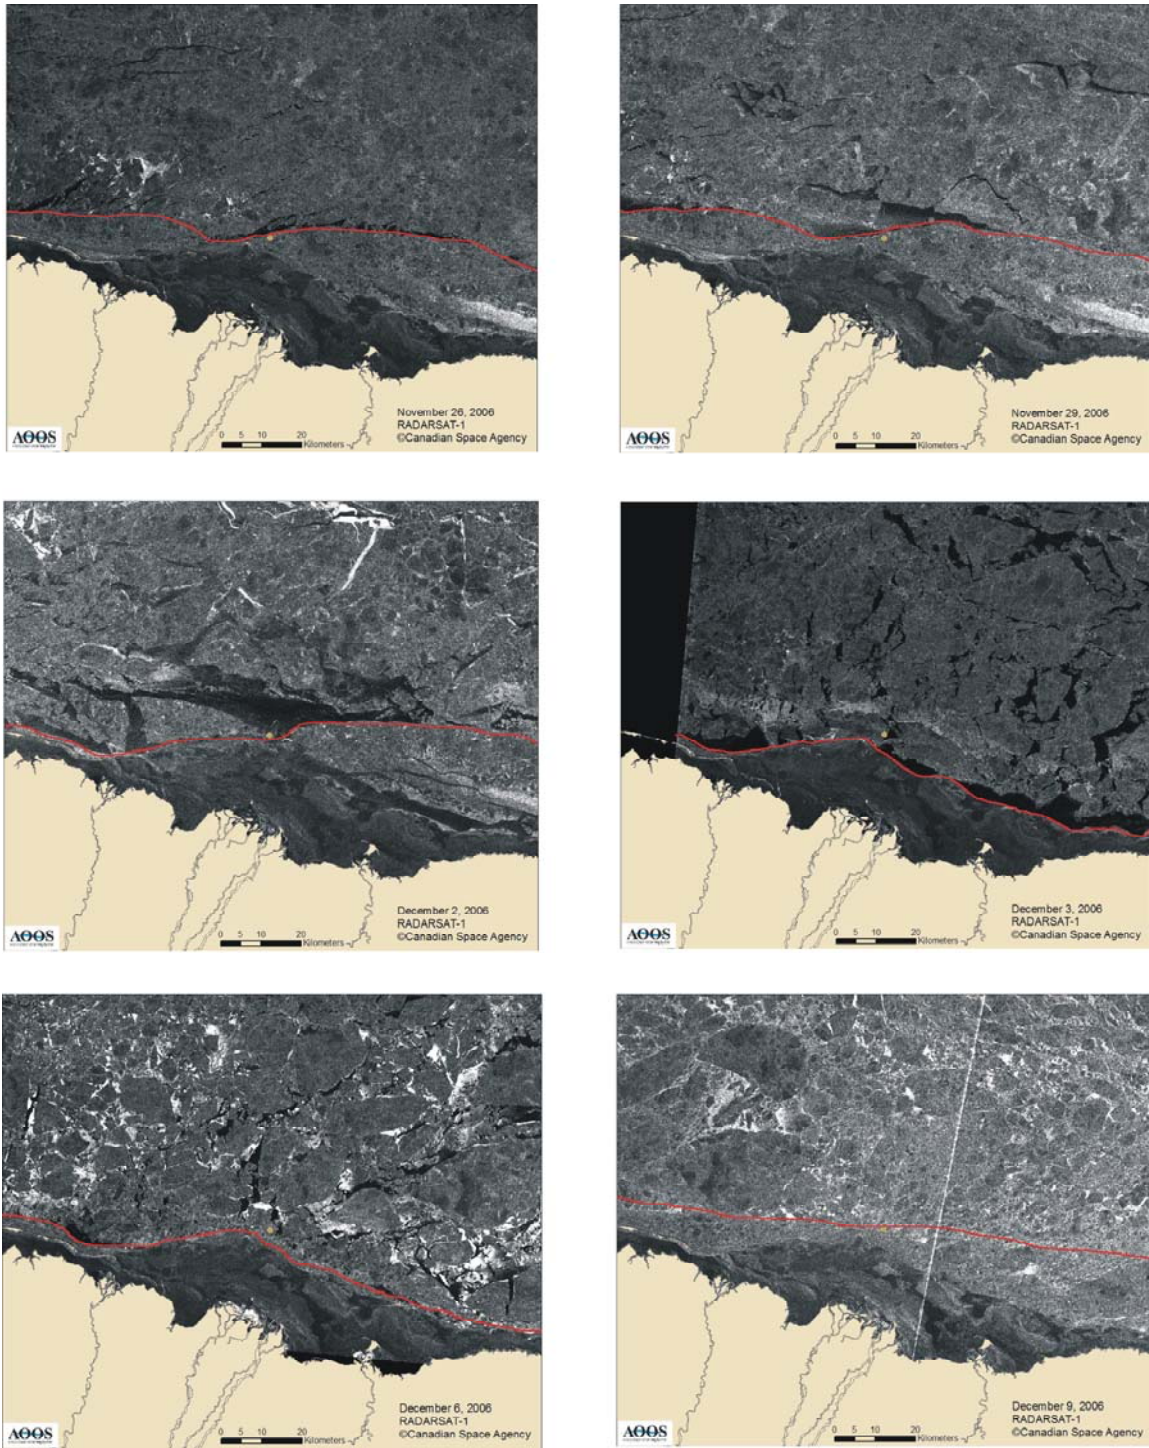 November 26, 2006
RADARSAT-1
©Canadian Space Agency
AOOS
0 5 10 20
Kilometers
November 29, 2006
RADARSAT-1
©Canadian Space Agency
AOOS
0 5 10 20
Kilometers
December 2, 2006
RADARSAT-1
©Canadian Space Agency
AOOS
0 5 10 20
Kilometers
December 3, 2006
RADARSAT-1
©Canadian Space Agency
AOOS
0 5 10 20
Kilometers
December 6, 2006
RADARSAT-1
©Canadian Space Agency
AOOS
0 5 10 20
Kilometers
December 9, 2006
RADARSAT-1
©Canadian Space Agency
AOOS
0 5 10 20
Kilometers